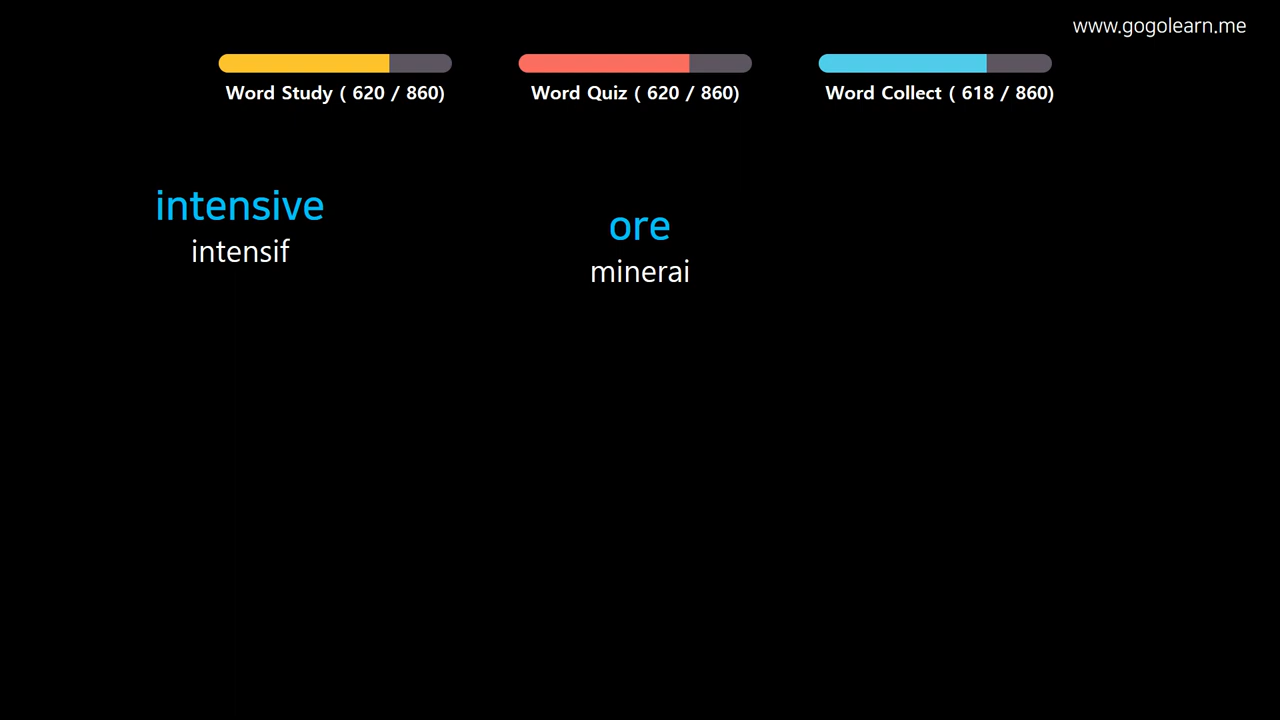 www.gogolearn.me
Word Study ( 620 / 860)
Word Quiz ( 620 / 860)
Word Collect ( 618 / 860)
intensive
intensif
ore
minerai